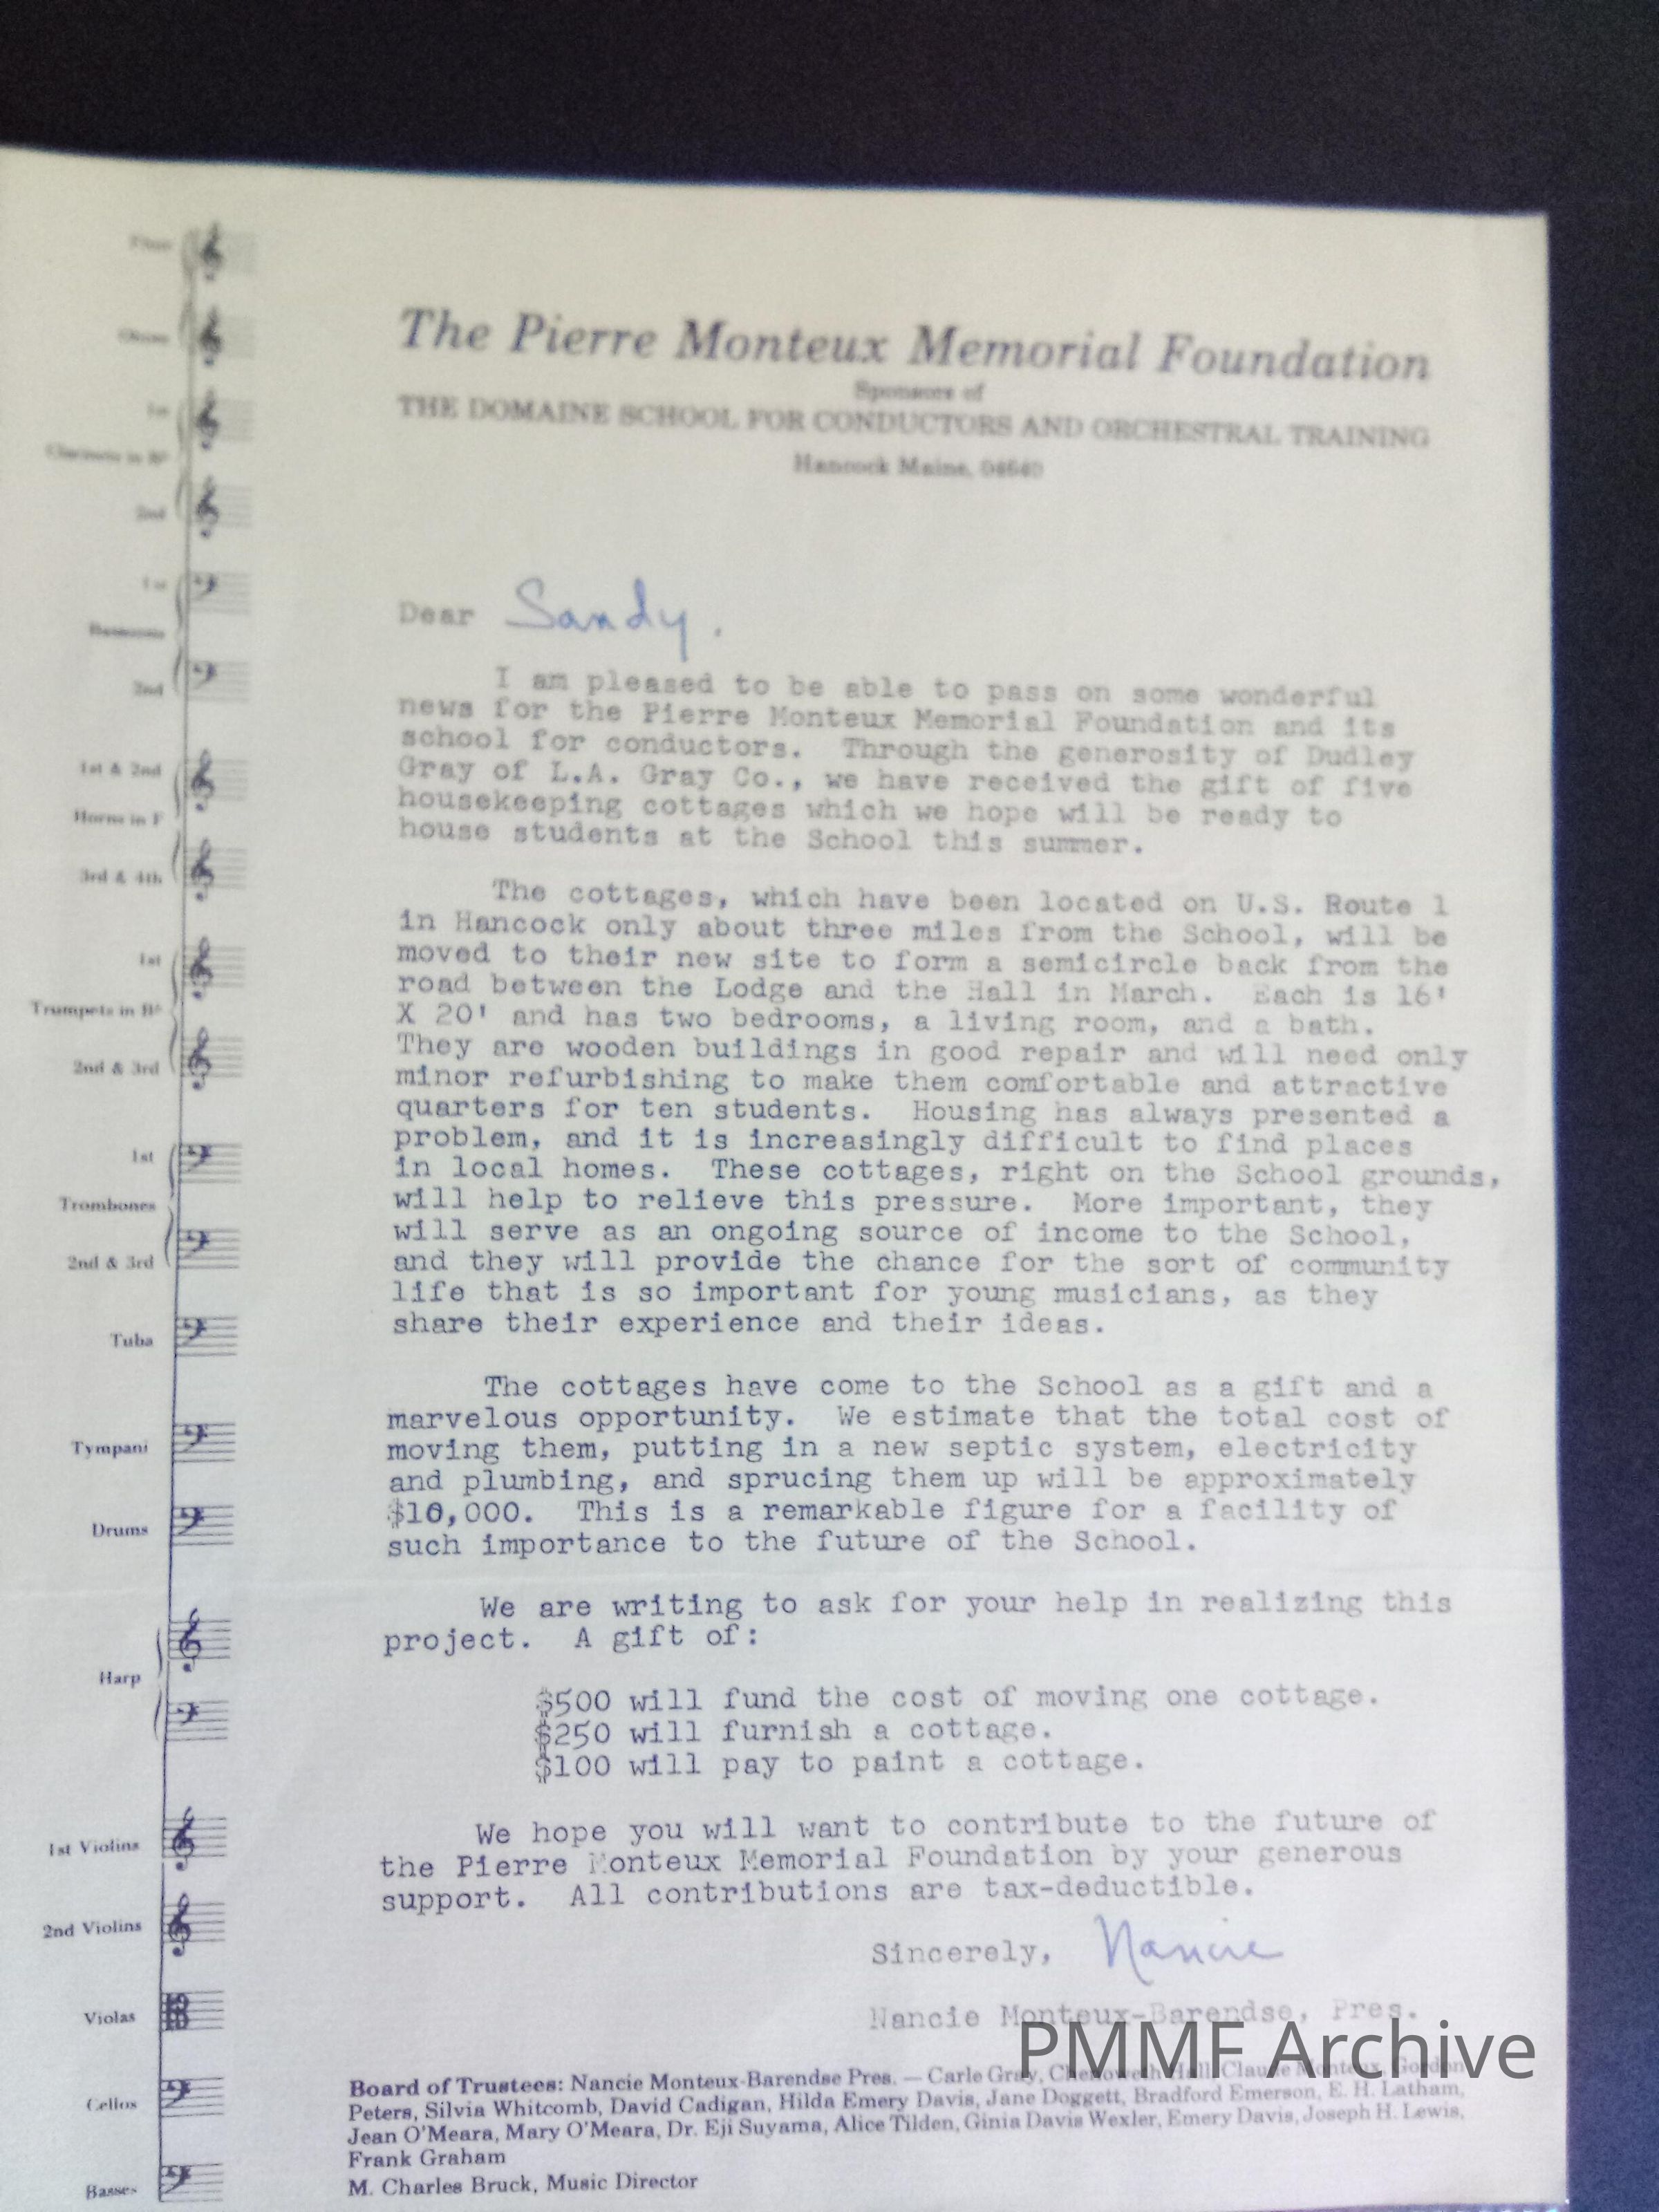 The Pierre Monteux Memorial Foundation
Sponsors of
THE DOMAINE SCHOOL FOR CONDUCTORS AND ORCHESTRAL TRAINING
Hancock Maine, 04640
Dear Sandy.
I am pleased to be able to pass on some wonderful
news for the Pierre Monteux Memorial Foundation and its
school for conductors. Through the generosity of Dudley
Gray of L.A. Gray Co., we have received the gift of five
housekeeping cottages which we hope will be ready to
house students at the School this summer.
The cottages, which have been located on U.S. Route 1
in Hancock only about three miles from the School, will be
moved to their new site to form a semicircle back from the
road between the Lodge and the Hall in March. Each is 16'
X 20' and has two bedrooms, a living room, and a bath.
They are wooden buildings in good repair and will need only
minor refurbishing to make them comfortable and attractive
quarters for ten students. Housing has always presented a
problem, and it is increasingly difficult to find places
in local homes. These cottages, right on the School grounds,
will help to relieve this pressure. More important, they
will serve as an ongoing source of income to the School,
and they will provide the chance for the sort of community
life that is so important for young musicians, as they
share their experience and their ideas.
The cottages have come to the School as a gift and a
marvelous opportunity. We estimate that the total cost of
moving them, putting in a new septic system, electricity
and plumbing, and sprucing them up will be approximately
$10,000. This is a remarkable figure for a facility of
such importance to the future of the School.
We are writing to ask for your help in realizing this
project. A gift of:
$500 will fund the cost of moving one cottage.
$250 will furnish a cottage.
$100 will pay to paint a cottage.
We hope you will want to contribute to the future of
the Pierre Monteux Memorial Foundation by your generous
support. All contributions are tax-deductible.
Sincerely, Nancie
Nancie Monteux-Barendse, Pres.
PMMF Archive
Board of Trustees: Nancie Monteux-Barendse Pres. — Carle Gray, Chenoweth Hall, Claude Monteux, Gordon
Peters, Silvia Whitcomb, David Cadigan, Hilda Emery Davis, Jane Doggett, Bradford Emerson, E. H. Latham,
Jean O'Meara, Mary O'Meara, Dr. Eji Suyama, Alice Tilden, Ginia Davis Wexler, Emery Davis, Joseph H. Lewis,
Frank Graham
M. Charles Bruck, Music Director
1st
Clarinets in B♭
2nd
1st
Bassoons
2nd
1st & 2nd
Horns in F
3rd & 4th
1st
Trumpets in B♭
2nd & 3rd
1st
Trombones
2nd & 3rd
Tuba
Tympani
Drums
Harp
1st Violins
2nd Violins
Violas
Cellos
Basses